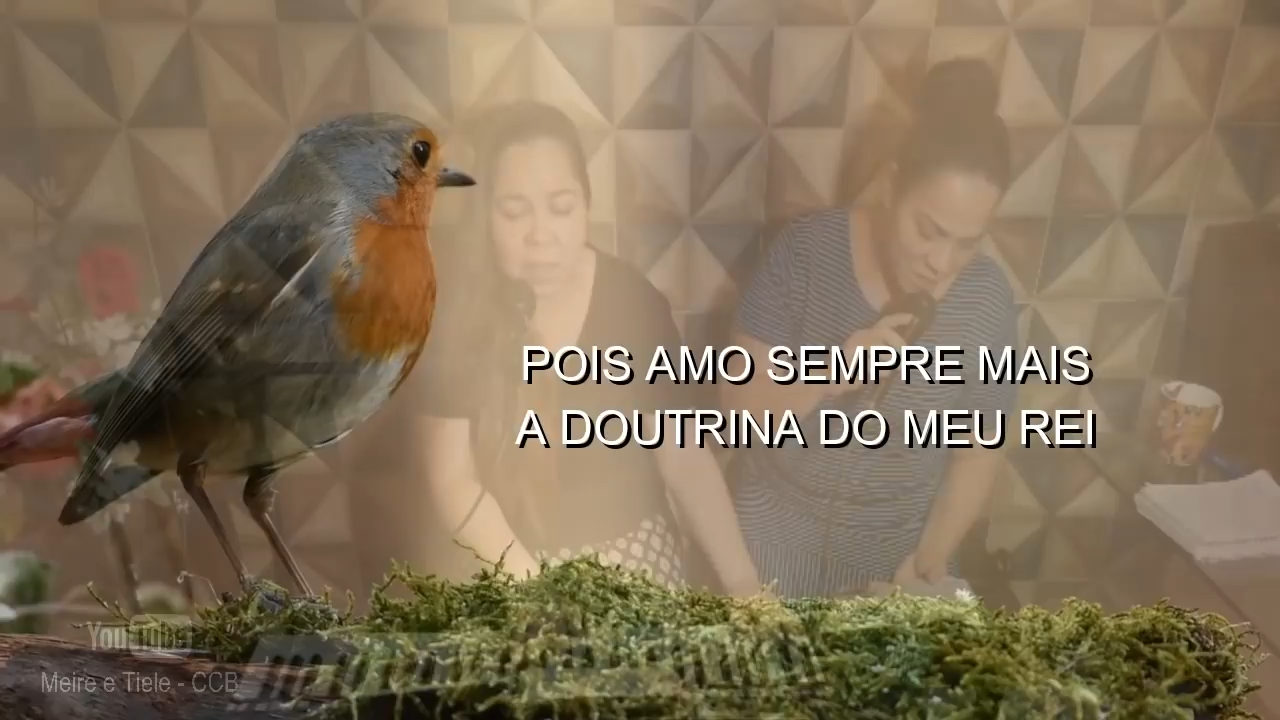 POIS AMO SEMPRE MAIS
A DOUTRINA DO MEU REI
YouTube
Meire e Tiele - CCB